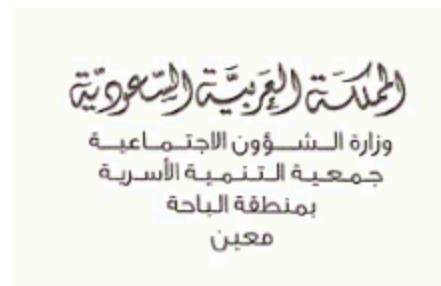 المملكة العربية السعودية
وزارة الشؤون الاجتماعية
جمعية التنمية الأسرية
بمنطقة الباحة
معين